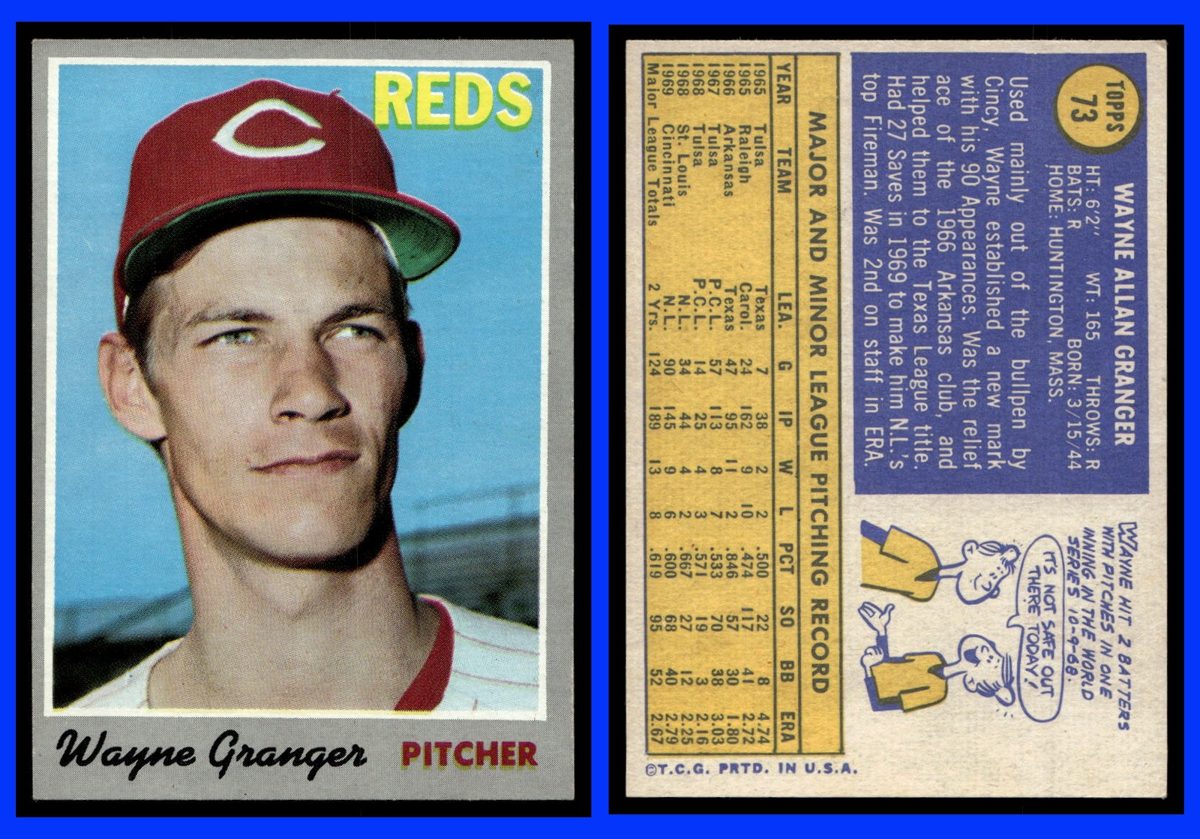 REDS
Wayne Granger PITCHER
TOPPS
73
WAYNE ALLAN GRANGER
HT: 6'2" WT: 165 THROWS: R
BATS: R BORN: 3/15/44
HOME: HUNTINGTON, MASS.
Used mainly out of the bullpen by
Cincy, Wayne established a new mark
with his 90 Appearances. Was the relief
ace of the 1966 Arkansas club, and
helped them to the Texas League title.
Had 27 Saves in 1969 to make him N.L.'s
top Fireman. Was 2nd on staff in ERA.
WAYNE HIT 2 BATTERS
WITH PITCHES IN ONE
INNING IN THE WORLD
SERIES 10-9-68.
IT'S NOT SAFE OUT
THERE TODAY!
MAJOR AND MINOR LEAGUE PITCHING RECORD
YEAR TEAM LEA. G IP W L PCT SO BB ERA
1965 Tulsa Texas 7 38 2 2 .500 22 8 4.74
1965 Raleigh Carol. 24 162 9 10 .474 117 41 2.72
1966 Arkansas Texas 47 95 11 2 .846 57 30 1.80
1967 Tulsa P.C.L. 57 113 8 7 .533 70 38 3.03
1968 Tulsa P.C.L. 14 25 4 3 .571 19 3 2.16
1968 St. Louis N.L. 34 44 4 2 .667 27 12 2.25
1969 Cincinnati N.L. 90 145 9 6 .600 68 40 2.79
Major League Totals 2 Yrs. 124 189 13 8 .619 95 52 2.67
©T.C.G. PRTD. IN U.S.A.